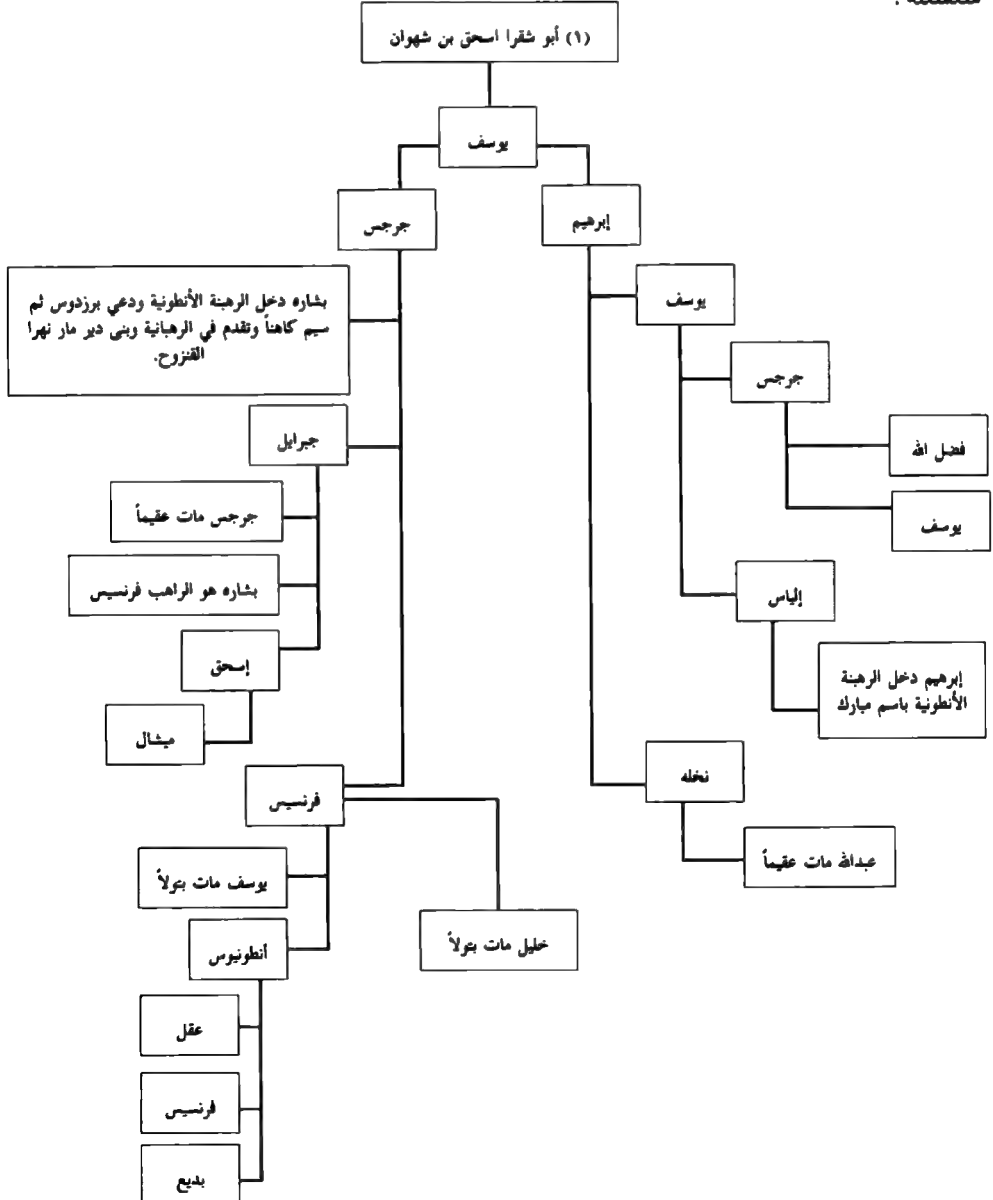 (١) أبو شقرا اسحق بن شهوان
يوسف
إبرهيم
جرجس
يوسف
جرجس
فضل الله
يوسف
إلياس
إبرهيم دخل الرهبنة
الأنطونية باسم مبارك
نخله
عبدالله مات عقيماً
بشاره دخل الرهبنة الأنطونية ودعي برزدوس ثم
سيم كاهناً وتقدم في الرهبانية وبنى دير مار نهرا
القنزوح.
جبرايل
جرجس مات عقيماً
بشاره هو الراهب فرنسيس
إسحق
ميشال
فرنسيس
خليل مات بتولاً
يوسف مات بتولاً
أنطونيوس
عقل
فرنسيس
بديع